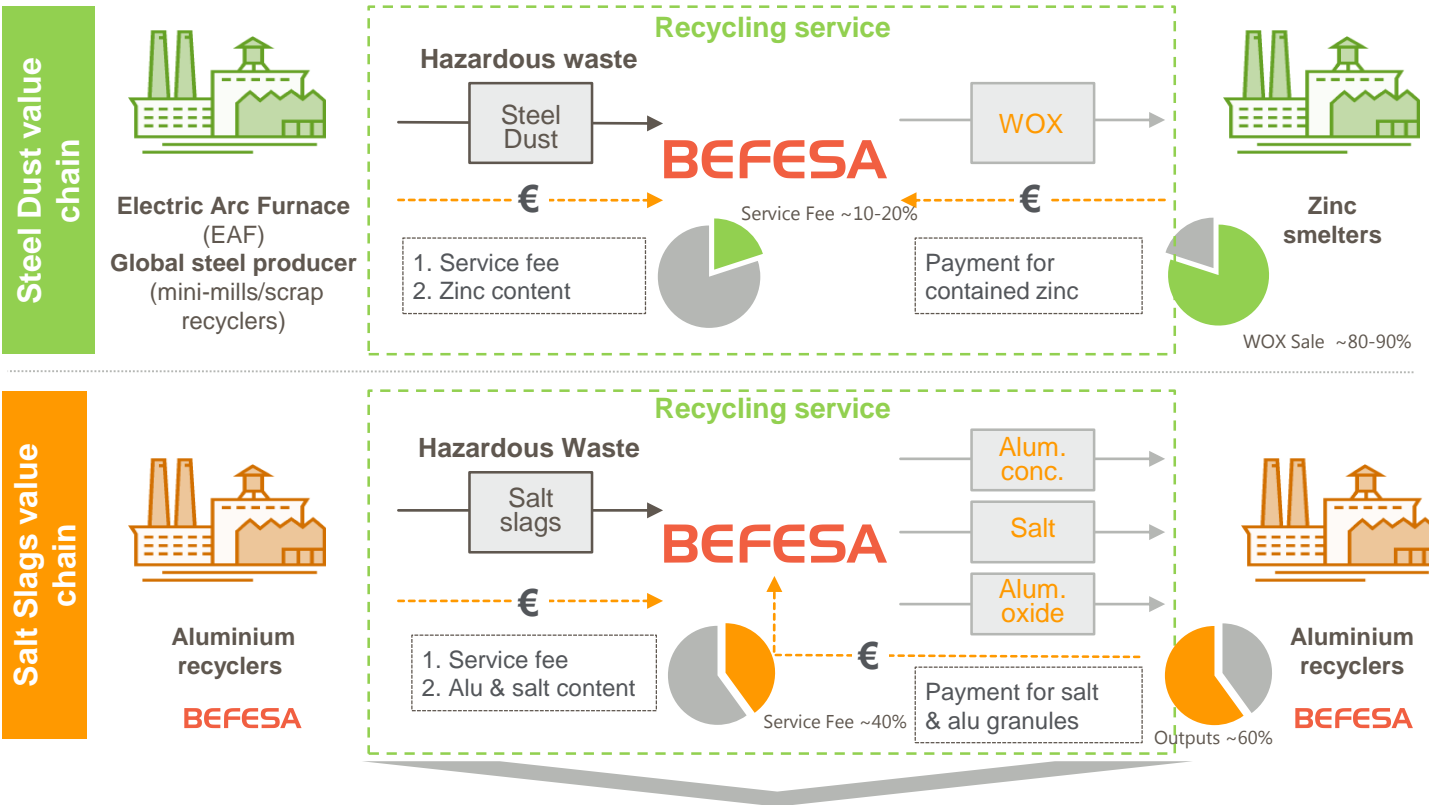 Steel Dust value
chain
Electric Arc Furnace
(EAF)
Global steel producer
(mini-mills/scrap
recyclers)
Recycling service
Hazardous waste
Steel
Dust
BEFESA
WOX
€
€
Service Fee ~10-20%
1. Service fee
2. Zinc content
Payment for
contained zinc
Zinc
smelters
WOX Sale ~80-90%
Salt Slags value
chain
Aluminium
recyclers
BEFESA
Recycling service
Hazardous Waste
Salt
slags
BEFESA
Alum.
conc.
Salt
Alum.
oxide
€
€
1. Service fee
2. Alu & salt content
Service Fee ~40%
Payment for salt
& alu granules
Outputs ~60%
Aluminium
recyclers
BEFESA